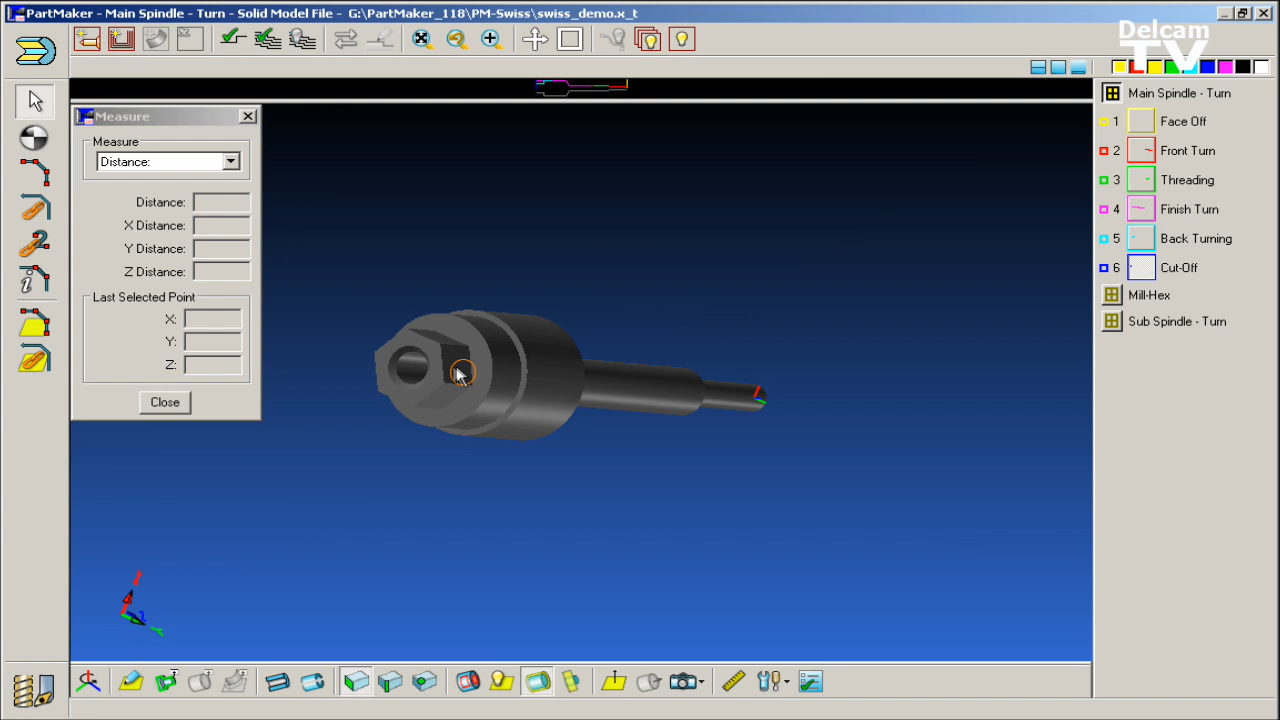 PartMaker - Main Spindle - Turn - Solid Model File - G:\PartMaker_118\PM-Swiss\swiss_demo.x_t
Delcam
TV
Measure
Measure
Distance:
Distance:
X Distance:
Y Distance:
Z Distance:
Last Selected Point
X:
Y:
Z:
Close
Main Spindle - Turn
1 Face Off
2 Front Turn
3 Threading
4 Finish Turn
5 Back Turning
6 Cut-Off
Mill-Hex
Sub Spindle - Turn